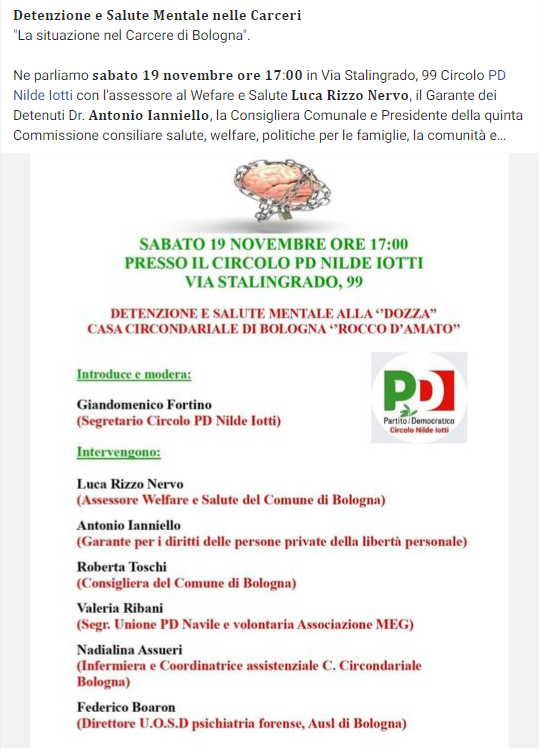 Detenzione e Salute Mentale nelle Carceri
"La situazione nel Carcere di Bologna".
Ne parliamo sabato 19 novembre ore 17:00 in Via Stalingrado, 99 Circolo PD
Nilde Iotti con l'assessore al Wefare e Salute Luca Rizzo Nervo, il Garante dei
Detenuti Dr. Antonio Ianniello, la Consigliera Comunale e Presidente della quinta
Commissione consiliare salute, welfare, politiche per le famiglie, la comunità e...
SABATO 19 NOVEMBRE ORE 17:00
PRESSO IL CIRCOLO PD NILDE IOTTI
VIA STALINGRADO, 99
DETENZIONE E SALUTE MENTALE ALLA ‘’DOZZA”
CASA CIRCONDARIALE DI BOLOGNA ‘’ROCCO D’AMATO”
Introduce e modera:
Giandomenico Fortino
(Segretario Circolo PD Nilde Iotti)
PD
Partito Democratico
Circolo Nilde Iotti
Intervengono:
Luca Rizzo Nervo
(Assessore Welfare e Salute del Comune di Bologna)
Antonio Ianniello
(Garante per i diritti delle persone private della libertà personale)
Roberta Toschi
(Consigliera del Comune di Bologna)
Valeria Ribani
(Segr. Unione PD Navile e volontaria Associazione MEG)
Nadialina Assueri
(Infermiera e Coordinatrice assistenziale C. Circondariale
Bologna)
Federico Boaron
(Direttore U.O.S.D psichiatria forense, Ausl di Bologna)